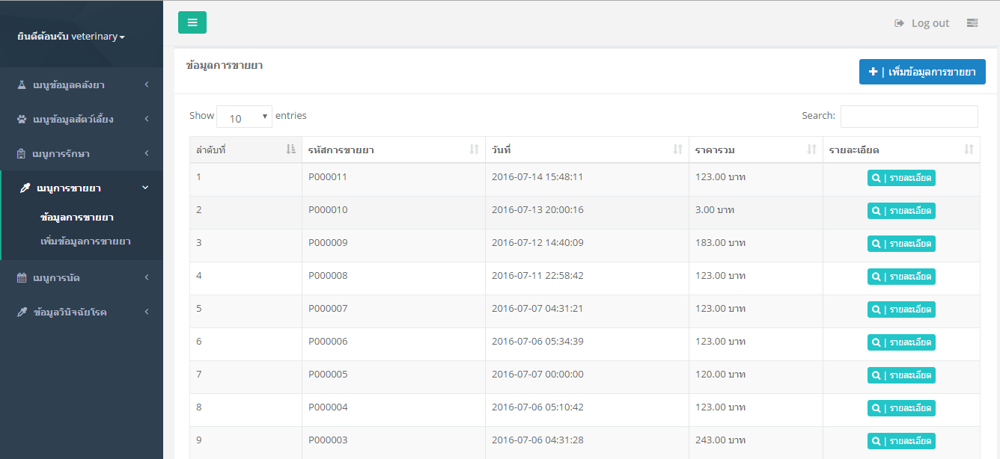 ยินดีต้อนรับ veterinary
เมนูข้อมูลคลังยา
เมนูข้อมูลสัตว์เลี้ยง
เมนูการรักษา
เมนูการขายยา
ข้อมูลการขายยา
เพิ่มข้อมูลการขายยา
เมนูการนัด
ข้อมูลวินิจฉัยโรค
Log out
ข้อมูลการขายยา
| เพิ่มข้อมูลการขายยา
Show 10 entries
Search:
ลำดับที่ รหัสการขายยา วันที่ ราคารวม รายละเอียด
1 P000011 2016-07-14 15:48:11 123.00 บาท | รายละเอียด
2 P000010 2016-07-13 20:00:16 3.00 บาท | รายละเอียด
3 P000009 2016-07-12 14:40:09 183.00 บาท | รายละเอียด
4 P000008 2016-07-11 22:58:42 123.00 บาท | รายละเอียด
5 P000007 2016-07-07 04:31:21 123.00 บาท | รายละเอียด
6 P000006 2016-07-06 05:34:39 123.00 บาท | รายละเอียด
7 P000005 2016-07-07 00:00:00 120.00 บาท | รายละเอียด
8 P000004 2016-07-06 05:10:42 123.00 บาท | รายละเอียด
9 P000003 2016-07-06 04:31:28 243.00 บาท | รายละเอียด